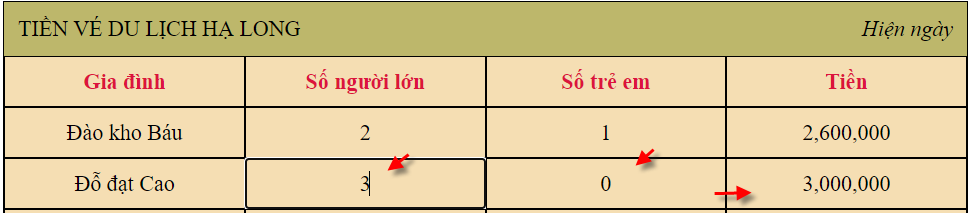 TIỀN VÉ DU LỊCH HẠ LONG Hiện ngày
Gia đình Số người lớn Số trẻ em Tiền
Đào kho Báu 2 1 2,600,000
Đỗ đạt Cao 3 0 3,000,000